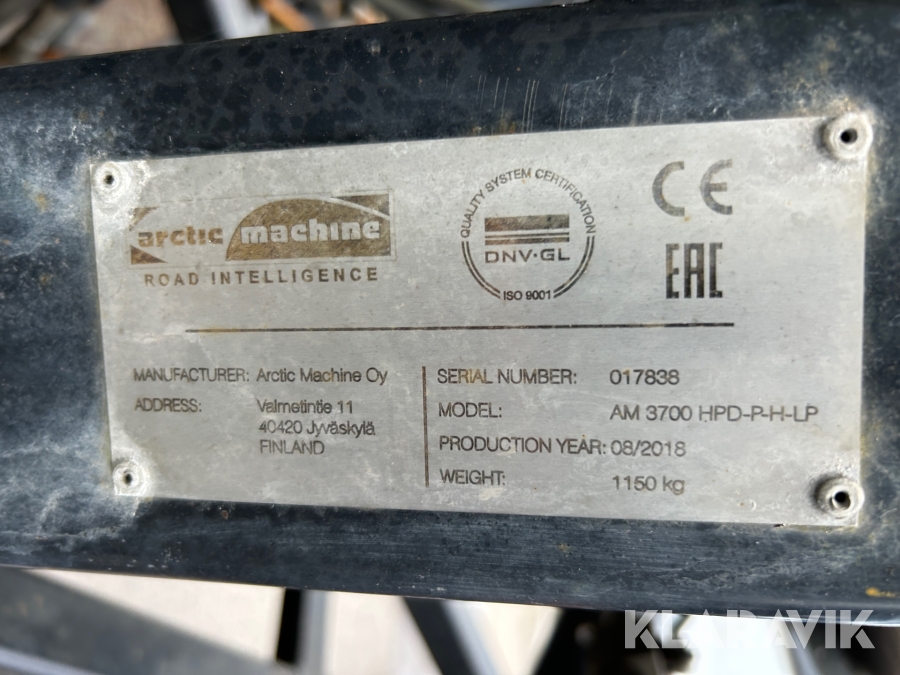 arctic machine
ROAD INTELLIGENCE
QUALITY SYSTEM CERTIFICATION
DNV·GL
ISO 9001
CE
EAC
MANUFACTURER: Arctic Machine Oy
ADDRESS: Valmetintie 11
40420 Jyväskylä
FINLAND
SERIAL NUMBER: 017838
MODEL: AM 3700 HPD-P-H-LP
PRODUCTION YEAR: 08/2018
WEIGHT: 1150 kg
KLARAVIK